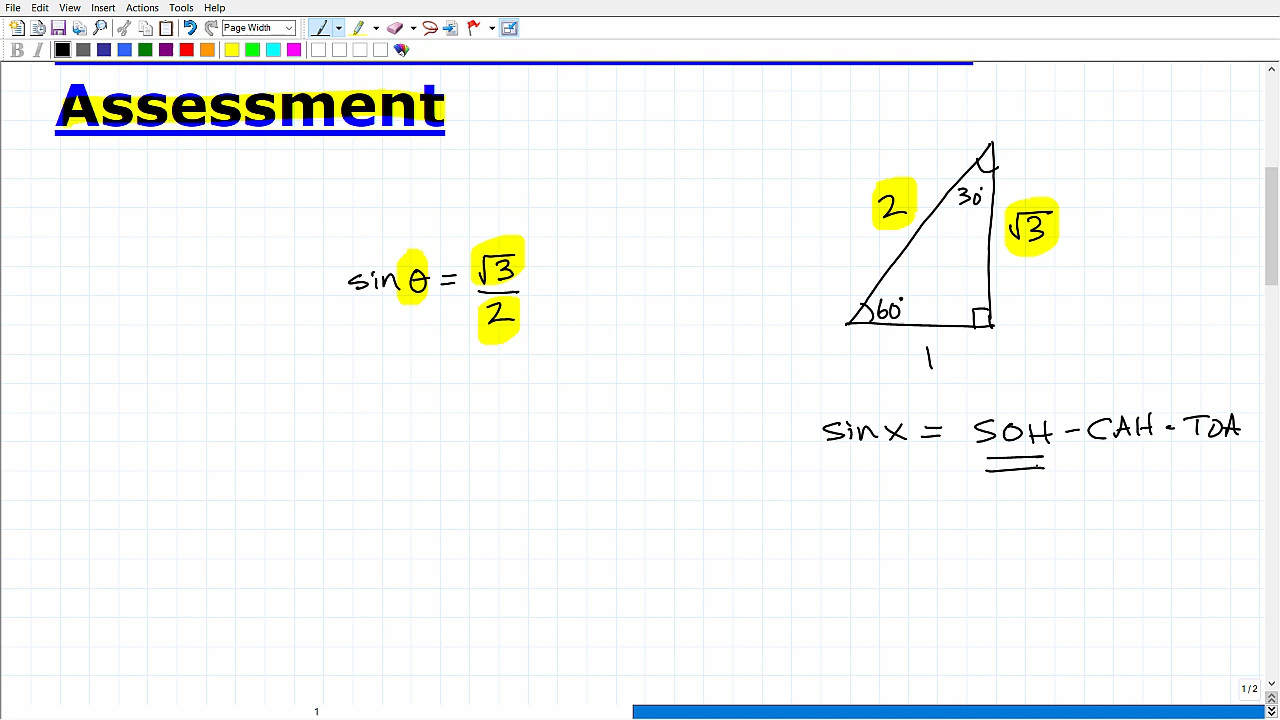 File Edit View Insert Actions Tools Help
Page Width
B I
Assessment
2
30°
√3
sin θ = √3/2
60°
1
sin x = SOH - CAH - TOA
1/2
1